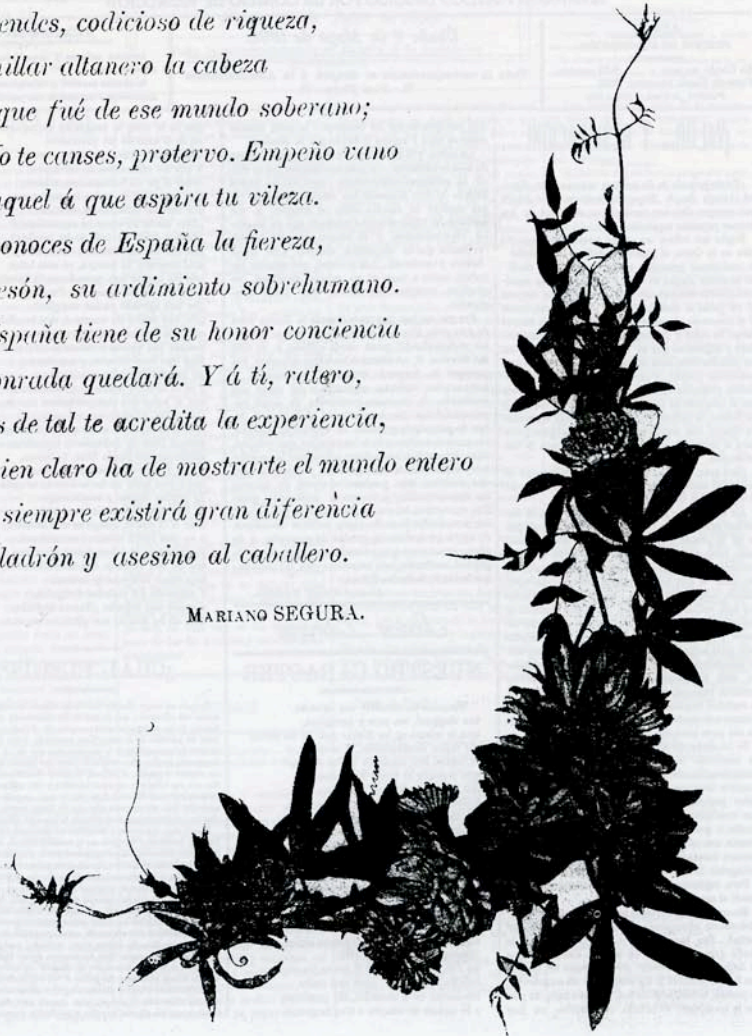 endes, codicioso de riqueza,
illar altanero la cabeza
que fué de ese mundo soberano;
o te canses, protervo. Empeño vano
aquel á que aspira tu vileza.
onoces de España la fiereza,
esón, su ardimiento sobrehumano.
spaña tiene de su honor conciencia
onrada quedará. Y á tí, ratero,
s de tal te acredita la experiencia,
ien claro ha de mostrarte el mundo entero
siempre existirá gran diferencia
ladrón y asesino al caballero.
MARIANO SEGURA.